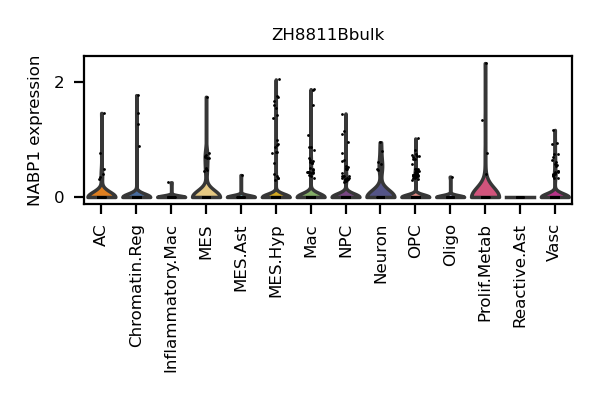 ZH8811Bbulk
NABP1 expression
2
0
AC
Chromatin.Reg
Inflammatory.Mac
MES
MES.Ast
MES.Hyp
Mac
NPC
Neuron
OPC
Oligo
Prolif.Metab
Reactive.Ast
Vasc